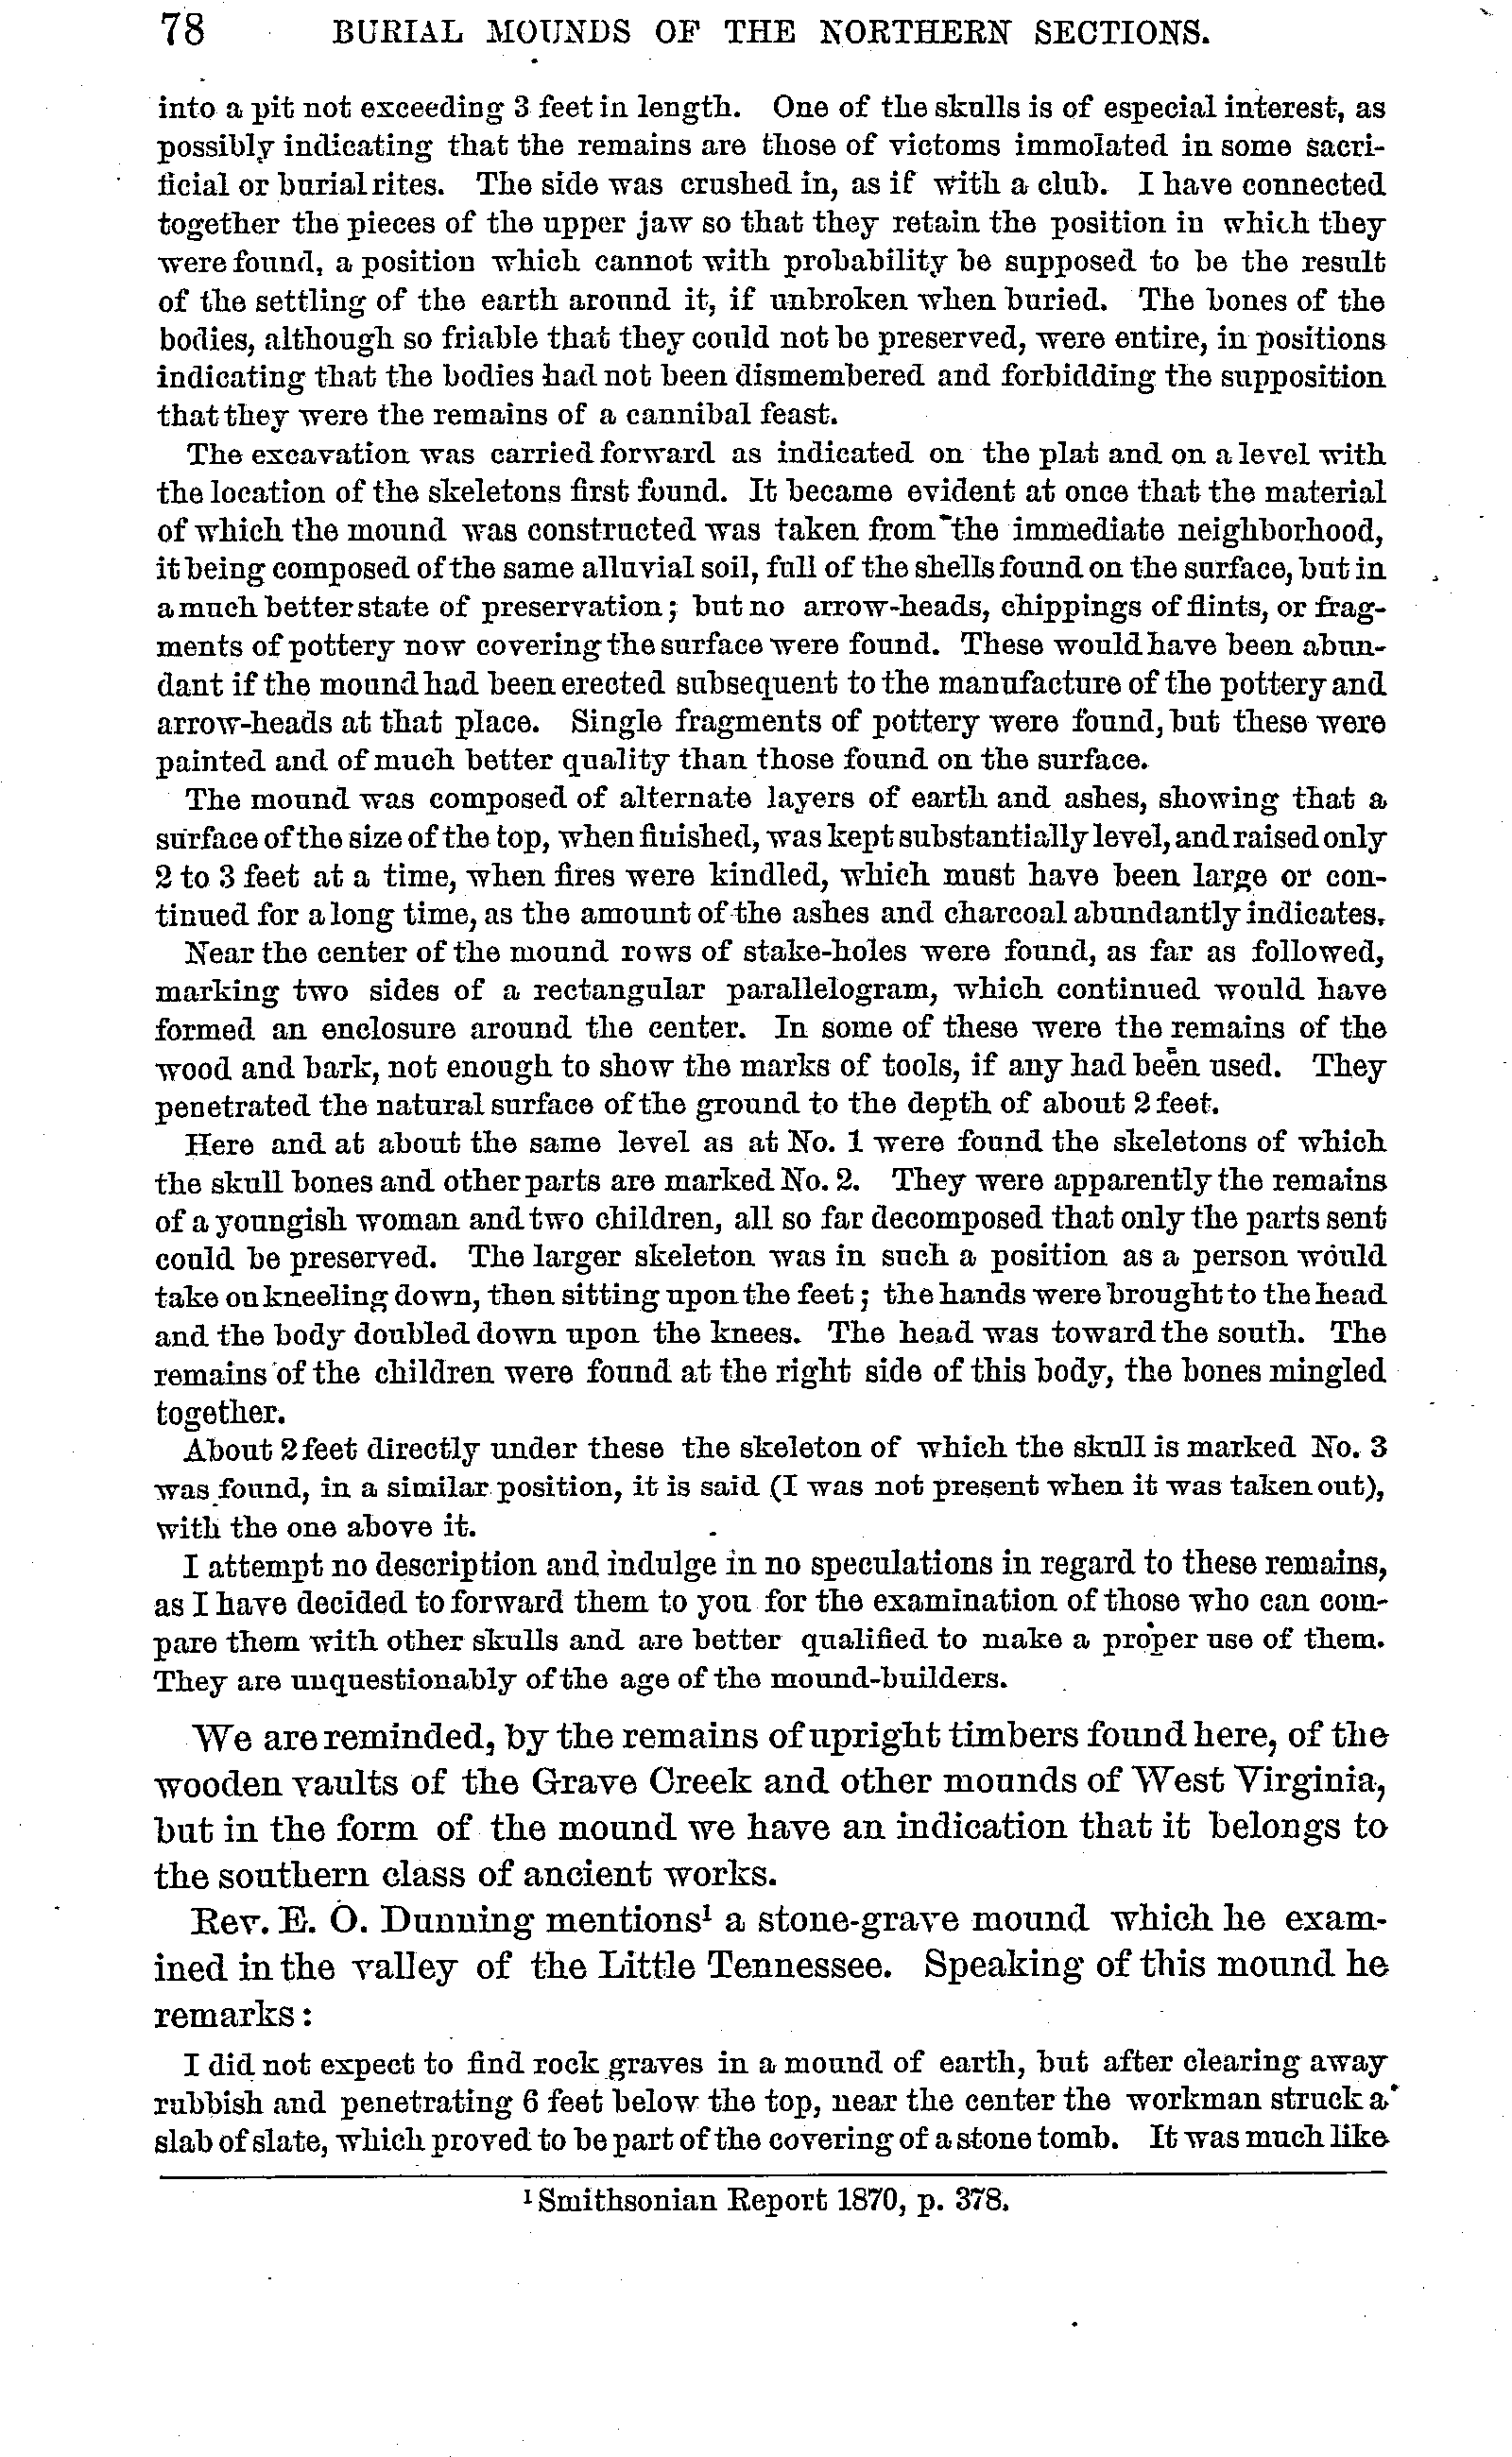 78 BURIAL MOUNDS OF THE NORTHERN SECTIONS.
into a pit not exceeding 3 feet in length. One of the skulls is of especial interest, as
possibly indicating that the remains are those of victoms immolated in some sacri-
ficial or burial rites. The side was crushed in, as if with a club. I have connected
together the pieces of the upper jaw so that they retain the position in which they
were found, a position which cannot with probability be supposed to be the result
of the settling of the earth around it, if unbroken when buried. The bones of the
bodies, although so friable that they could not be preserved, were entire, in positions
indicating that the bodies had not been dismembered and forbidding the supposition
that they were the remains of a cannibal feast.
The excavation was carried forward as indicated on the plat and on a level with
the location of the skeletons first found. It became evident at once that the material
of which the mound was constructed was taken from the immediate neighborhood,
it being composed of the same alluvial soil, full of the shells found on the surface, but in
a much better state of preservation; but no arrow-heads, chippings of flints, or frag-
ments of pottery now covering the surface were found. These would have been abun-
dant if the mound had been erected subsequent to the manufacture of the pottery and
arrow-heads at that place. Single fragments of pottery were found, but these were
painted and of much better quality than those found on the surface.
The mound was composed of alternate layers of earth and ashes, showing that a
surface of the size of the top, when finished, was kept substantially level, and raised only
2 to 3 feet at a time, when fires were kindled, which must have been large or con-
tinued for a long time, as the amount of the ashes and charcoal abundantly indicates.
Near the center of the mound rows of stake-holes were found, as far as followed,
marking two sides of a rectangular parallelogram, which continued would have
formed an enclosure around the center. In some of these were the remains of the
wood and bark, not enough to show the marks of tools, if any had been used. They
penetrated the natural surface of the ground to the depth of about 2 feet.
Here and at about the same level as at No. 1 were found the skeletons of which
the skull bones and other parts are marked No. 2. They were apparently the remains
of a youngish woman and two children, all so far decomposed that only the parts sent
could be preserved. The larger skeleton was in such a position as a person would
take on kneeling down, then sitting upon the feet; the hands were brought to the head
and the body doubled down upon the knees. The head was toward the south. The
remains of the children were found at the right side of this body, the bones mingled
together.
About 2 feet directly under these the skeleton of which the skull is marked No. 3
was found, in a similar position, it is said (I was not present when it was taken out),
with the one above it.
I attempt no description and indulge in no speculations in regard to these remains,
as I have decided to forward them to you for the examination of those who can com-
pare them with other skulls and are better qualified to make a proper use of them.
They are unquestionably of the age of the mound-builders.
We are reminded, by the remains of upright timbers found here, of the
wooden vaults of the Grave Creek and other mounds of West Virginia,
but in the form of the mound we have an indication that it belongs to
the southern class of ancient works.
Rev. E. O. Dunning mentions¹ a stone-grave mound which he exam-
ined in the valley of the Little Tennessee. Speaking of this mound he
remarks:
I did not expect to find rock graves in a mound of earth, but after clearing away
rubbish and penetrating 6 feet below the top, near the center the workman struck a
slab of slate, which proved to be part of the covering of a stone tomb. It was much like
¹ Smithsonian Report 1870, p. 378.